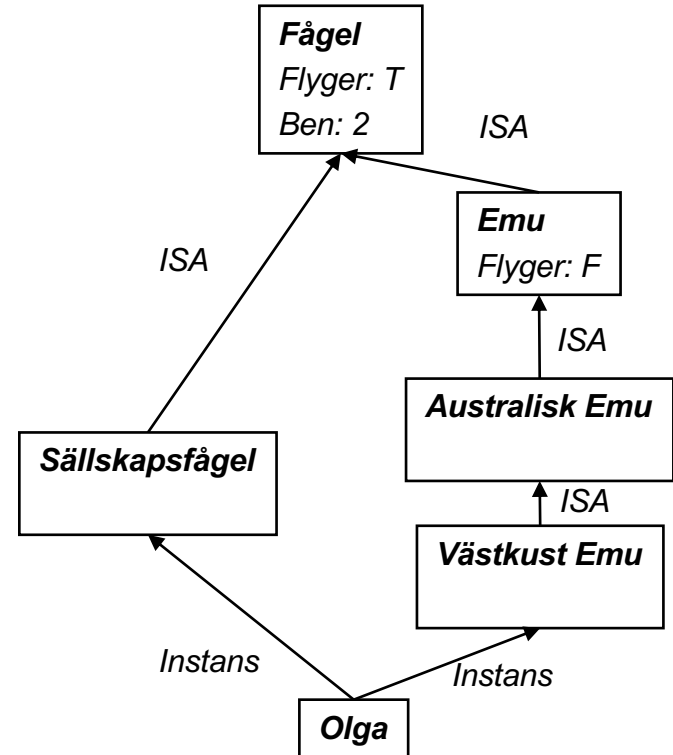 Fågel
Flyger: T
Ben: 2
ISA
Emu
Flyger: F
ISA
ISA
Australisk Emu
Sällskapsfågel
ISA
Västkust Emu
Instans
Instans
Olga